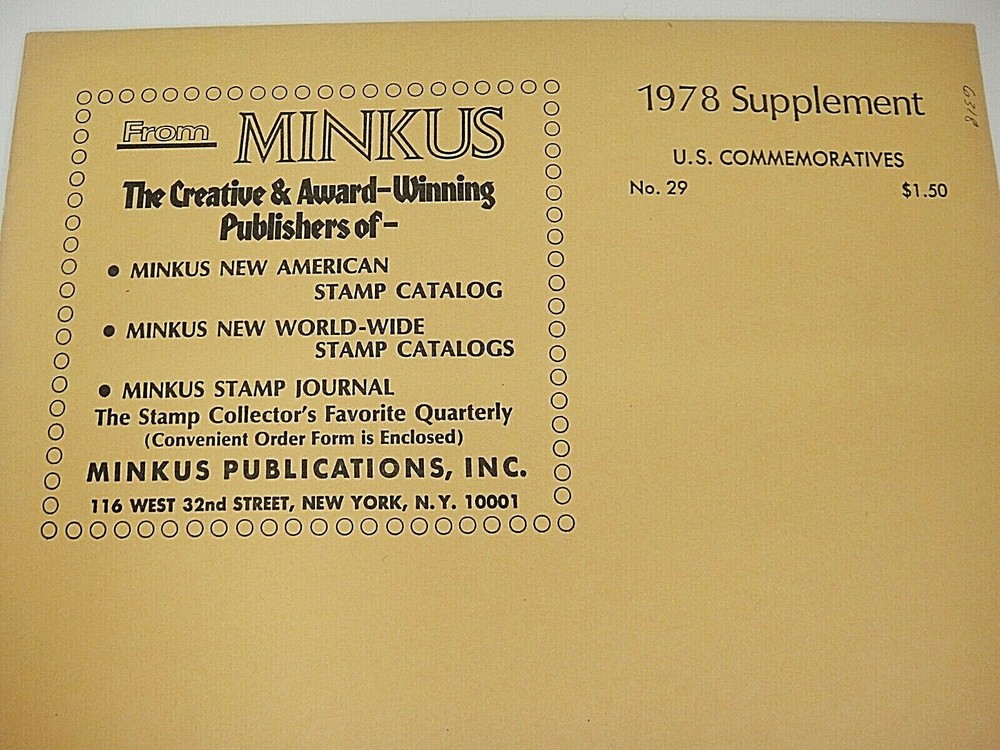 From MINKUS
The Creative & Award-Winning
Publishers of-
• MINKUS NEW AMERICAN
STAMP CATALOG
• MINKUS NEW WORLD-WIDE
STAMP CATALOGS
• MINKUS STAMP JOURNAL
The Stamp Collector's Favorite Quarterly
(Convenient Order Form is Enclosed)
MINKUS PUBLICATIONS, INC.
116 WEST 32nd STREET, NEW YORK, N.Y. 10001
1978 Supplement
U.S. COMMEMORATIVES
No. 29 $1.50